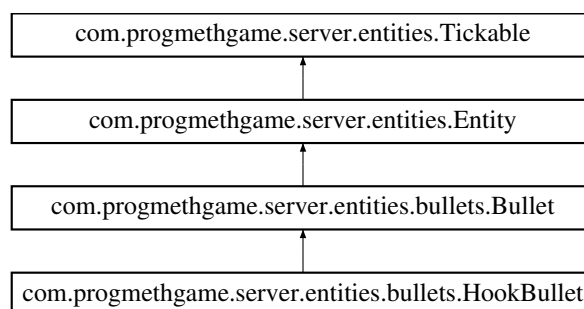 com.progmethgame.server.entities.Tickable
com.progmethgame.server.entities.Entity
com.progmethgame.server.entities.bullets.Bullet
com.progmethgame.server.entities.bullets.HookBullet